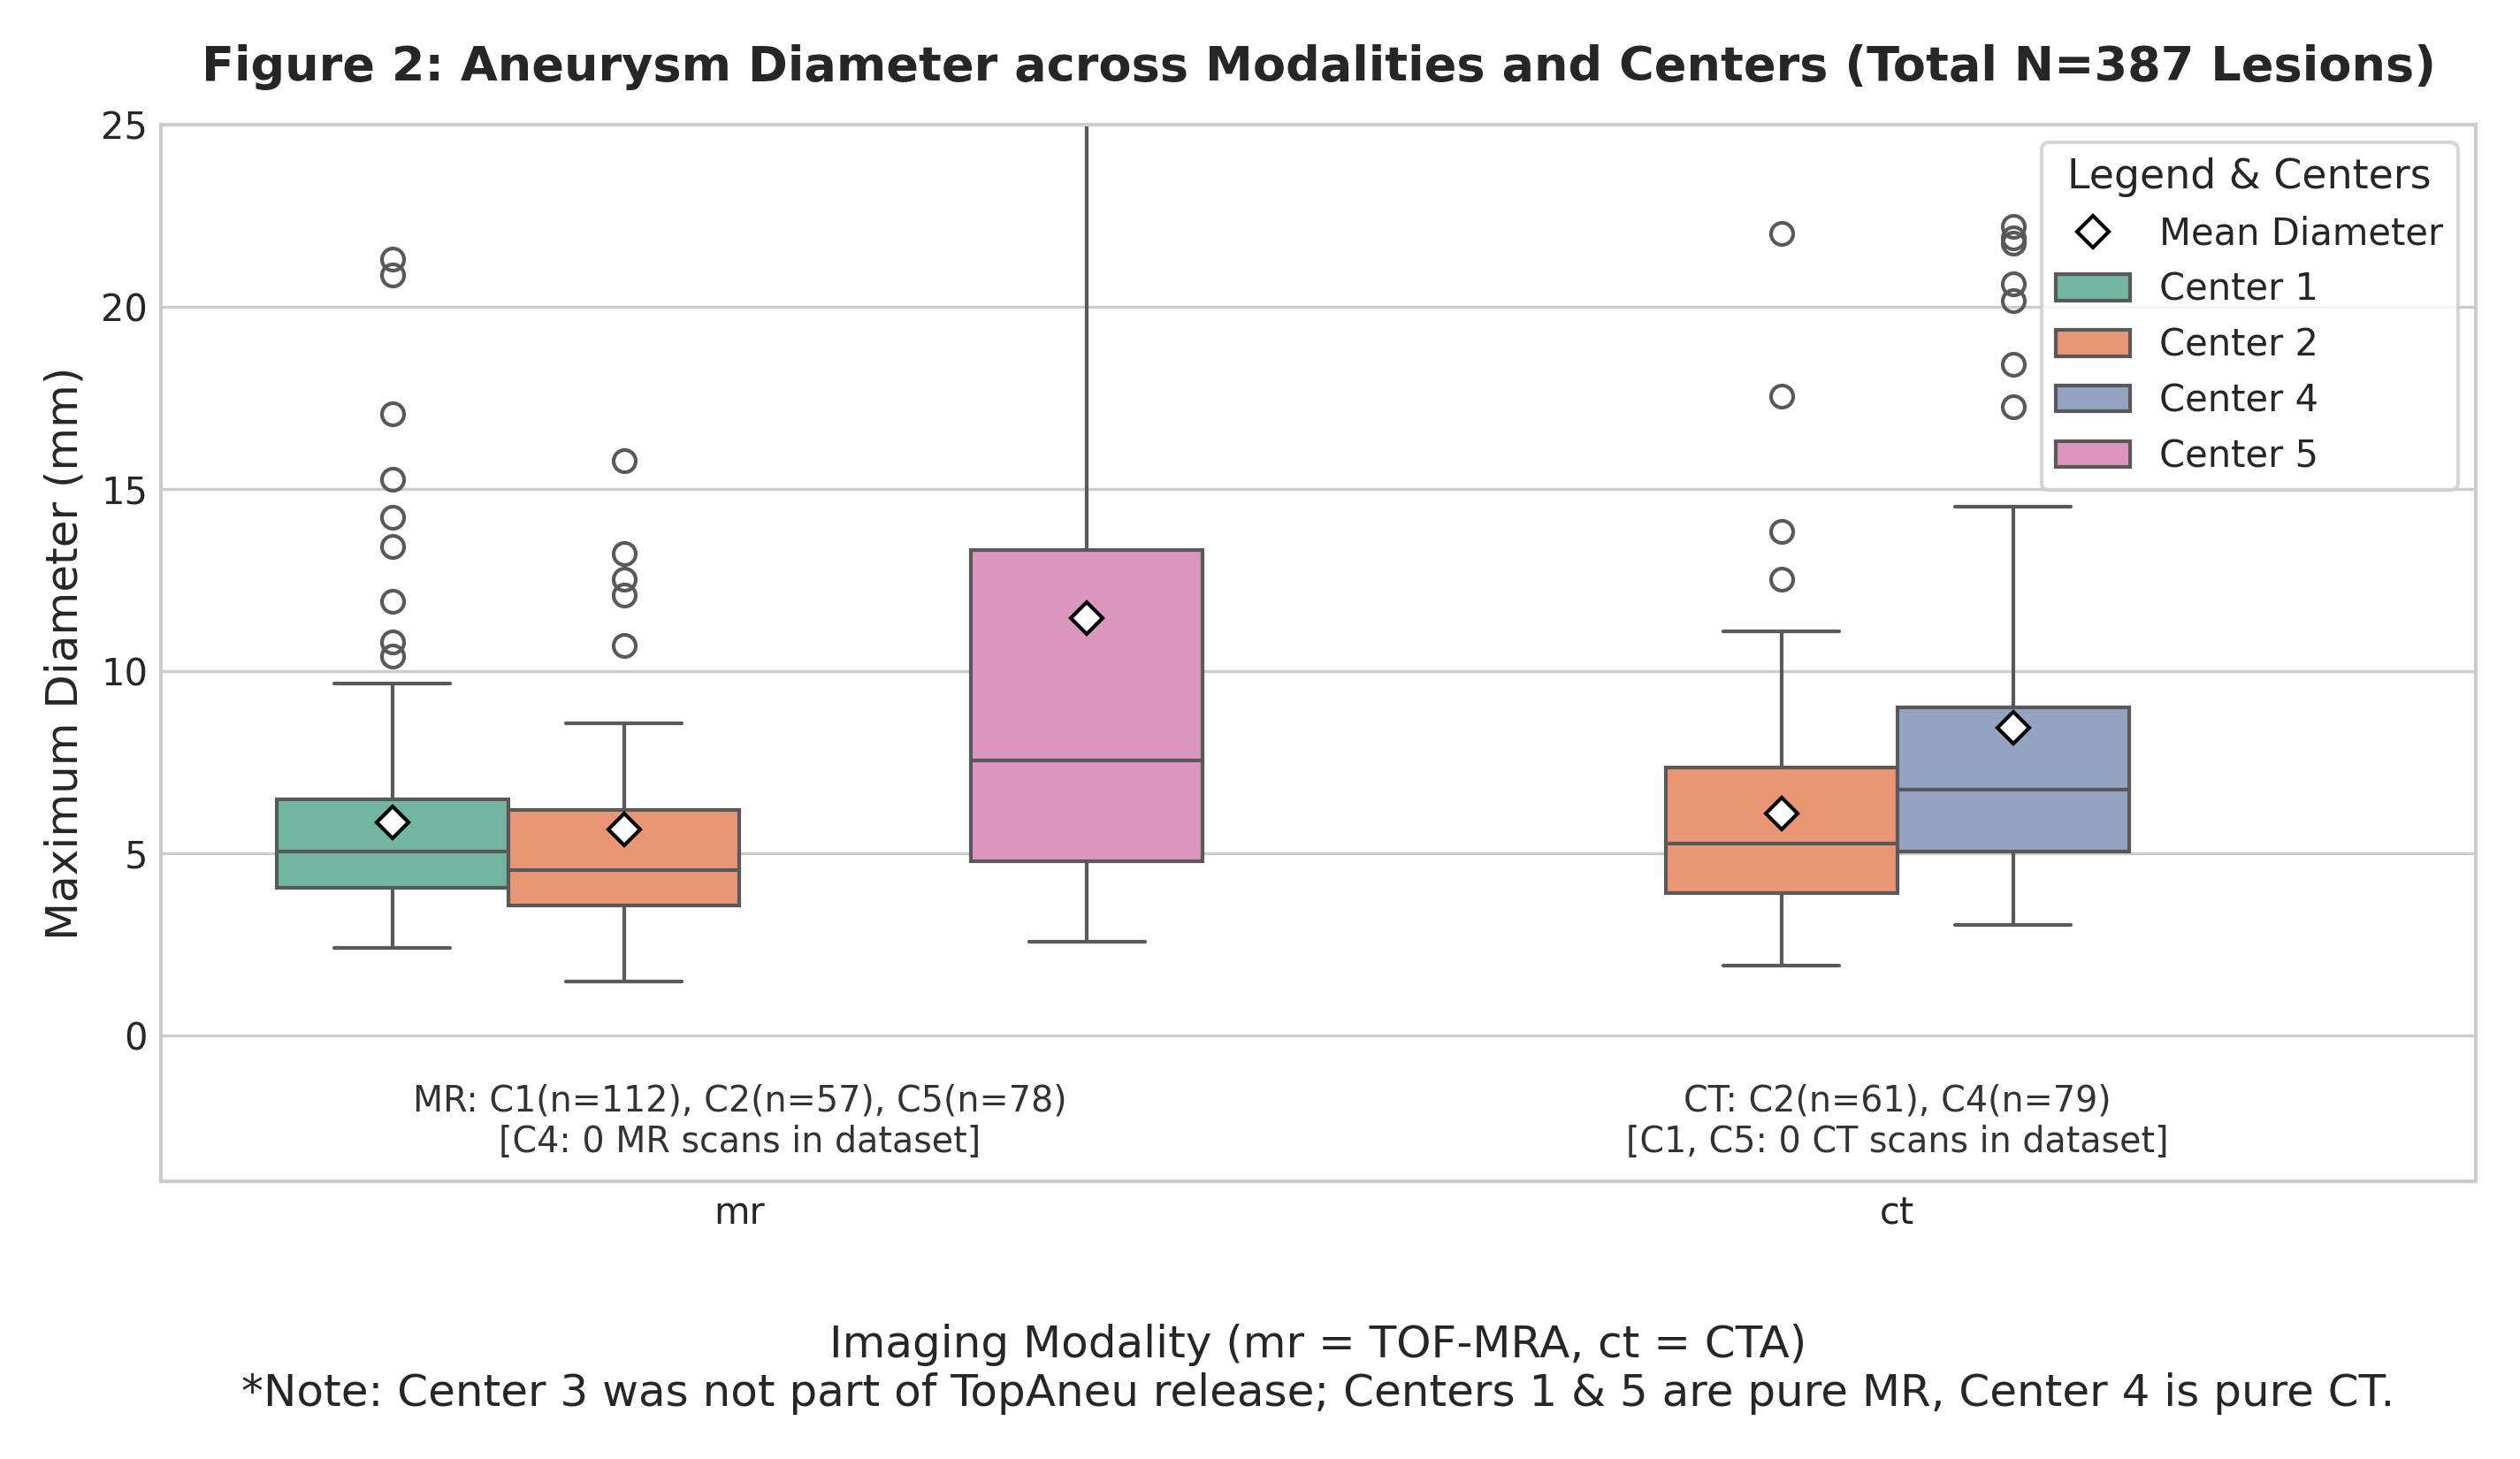 Figure 2: Aneurysm Diameter across Modalities and Centers (Total N=387 Lesions)
Maximum Diameter (mm)
25
20
15
10
5
0
Legend & Centers
Mean Diameter
Center 1
Center 2
Center 4
Center 5
MR: C1(n=112), C2(n=57), C5(n=78)
[C4: 0 MR scans in dataset]
CT: C2(n=61), C4(n=79)
[C1, C5: 0 CT scans in dataset]
mr
ct
Imaging Modality (mr = TOF-MRA, ct = CTA)
*Note: Center 3 was not part of TopAneu release; Centers 1 & 5 are pure MR, Center 4 is pure CT.